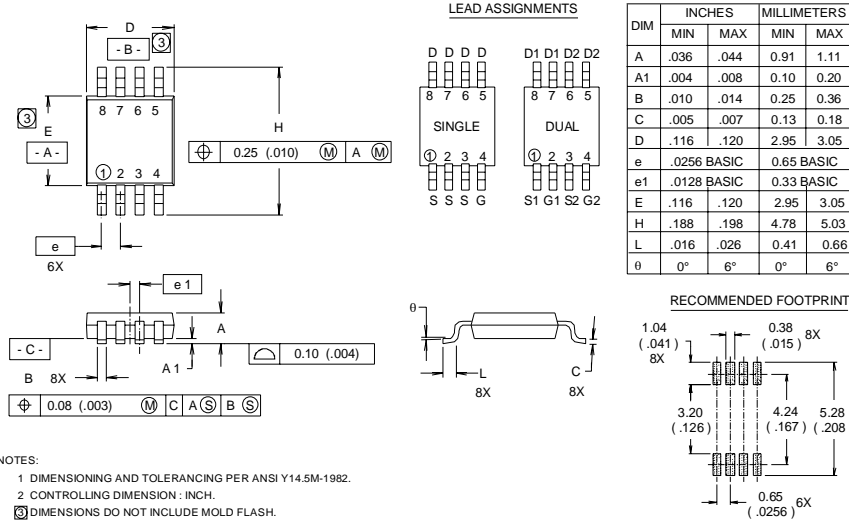 LEAD ASSIGNMENTS
D
- B -
3
3
E
- A -
8 7 6 5
1 2 3 4
H
0.25 (.010) M A M
e
6X
D D D D
8 7 6 5
SINGLE
1 2 3 4
S S S G
D1 D1 D2 D2
8 7 6 5
DUAL
1 2 3 4
S1 G1 S2 G2
DIM INCHES MILLIMETERS
MIN MAX MIN MAX
A .036 .044 0.91 1.11
A1 .004 .008 0.10 0.20
B .010 .014 0.25 0.36
C .005 .007 0.13 0.18
D .116 .120 2.95 3.05
e .0256 BASIC 0.65 BASIC
e1 .0128 BASIC 0.33 BASIC
E .116 .120 2.95 3.05
H .188 .198 4.78 5.03
L .016 .026 0.41 0.66
θ 0° 6° 0° 6°
e 1
A
- C -
B 8X
A 1
0.10 (.004)
0.08 (.003) M C A S B S
θ
L
8X
C
8X
RECOMMENDED FOOTPRINT
1.04
( .041 )
8X
0.38
( .015 )
8X
3.20
( .126 )
4.24
( .167 )
5.28
( .208
0.65
( .0256 )
6X
NOTES:
1 DIMENSIONING AND TOLERANCING PER ANSI Y14.5M-1982.
2 CONTROLLING DIMENSION : INCH.
3 DIMENSIONS DO NOT INCLUDE MOLD FLASH.